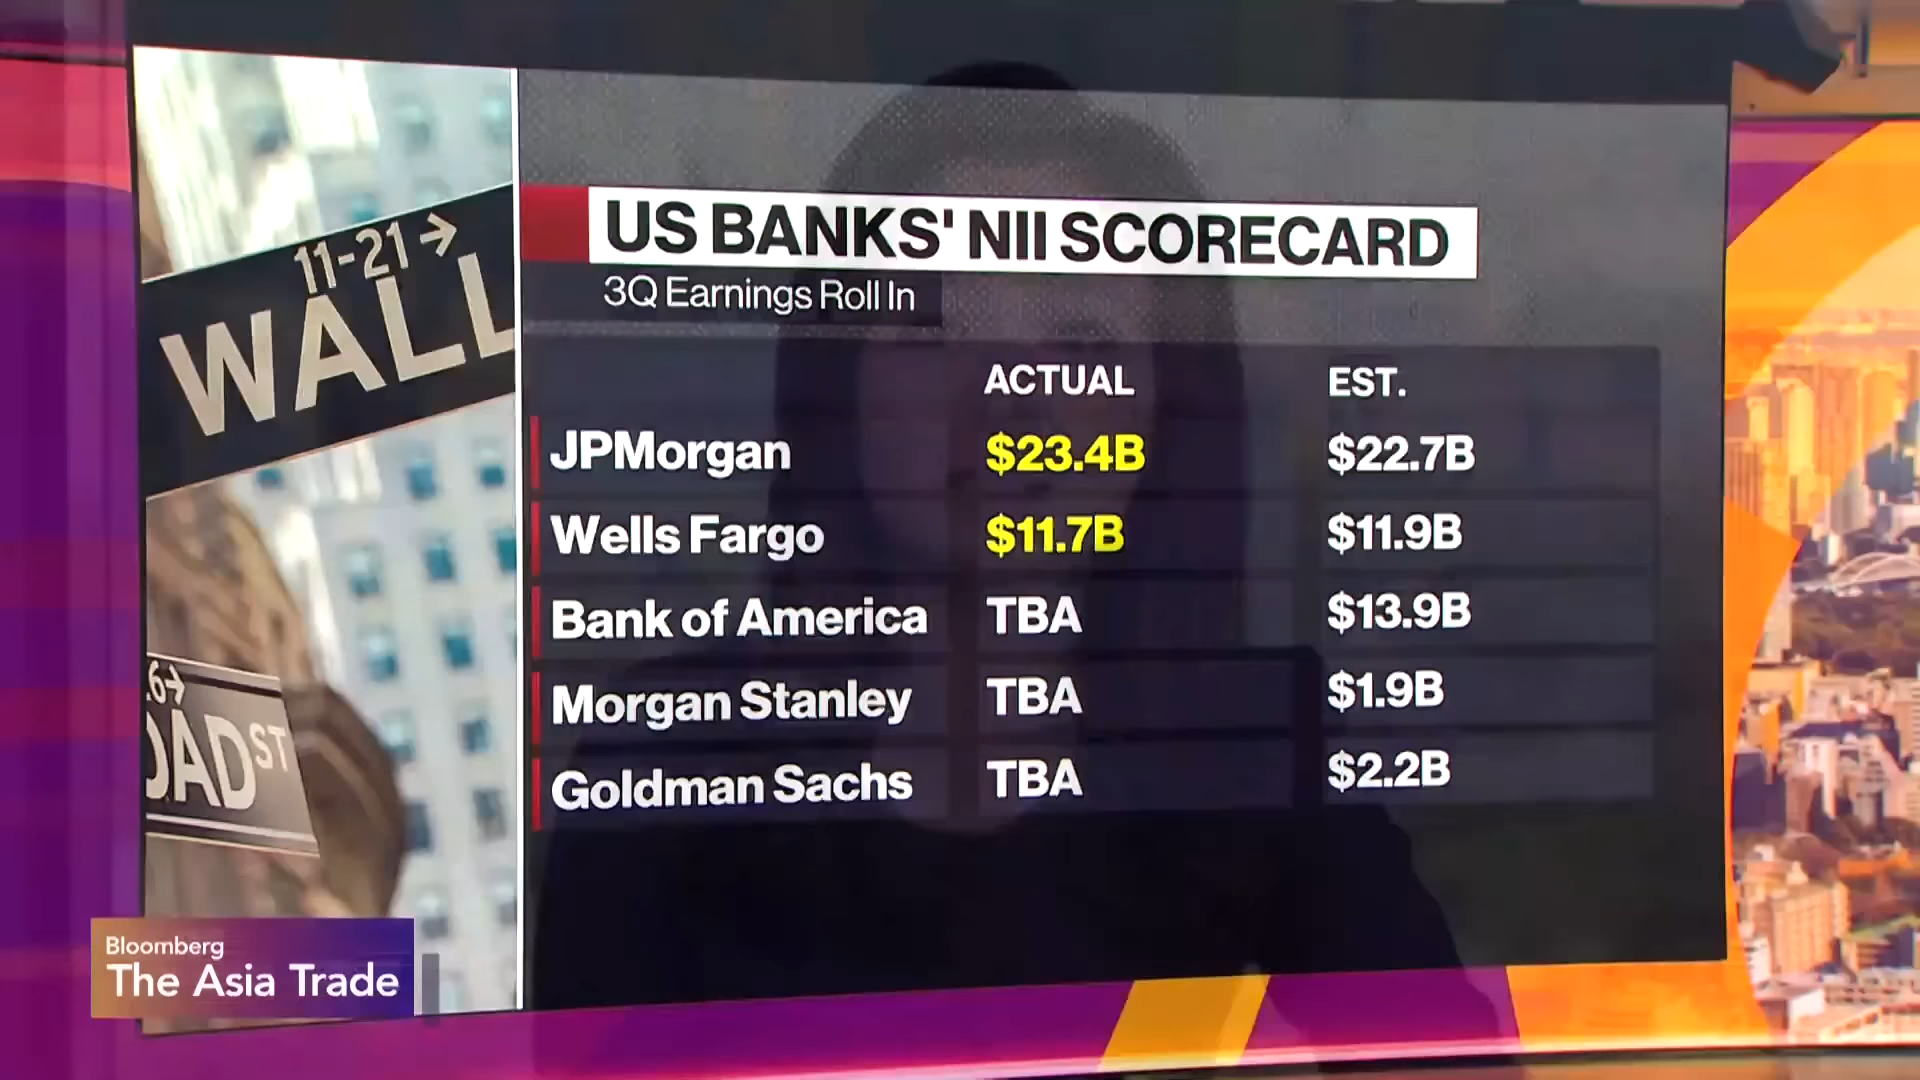 11-21→
WALL
6→
OAD ST
US BANKS' NII SCORECARD
3Q Earnings Roll In
ACTUAL EST.
JPMorgan $23.4B $22.7B
Wells Fargo $11.7B $11.9B
Bank of America TBA $13.9B
Morgan Stanley TBA $1.9B
Goldman Sachs TBA $2.2B
Bloomberg
The Asia Trade